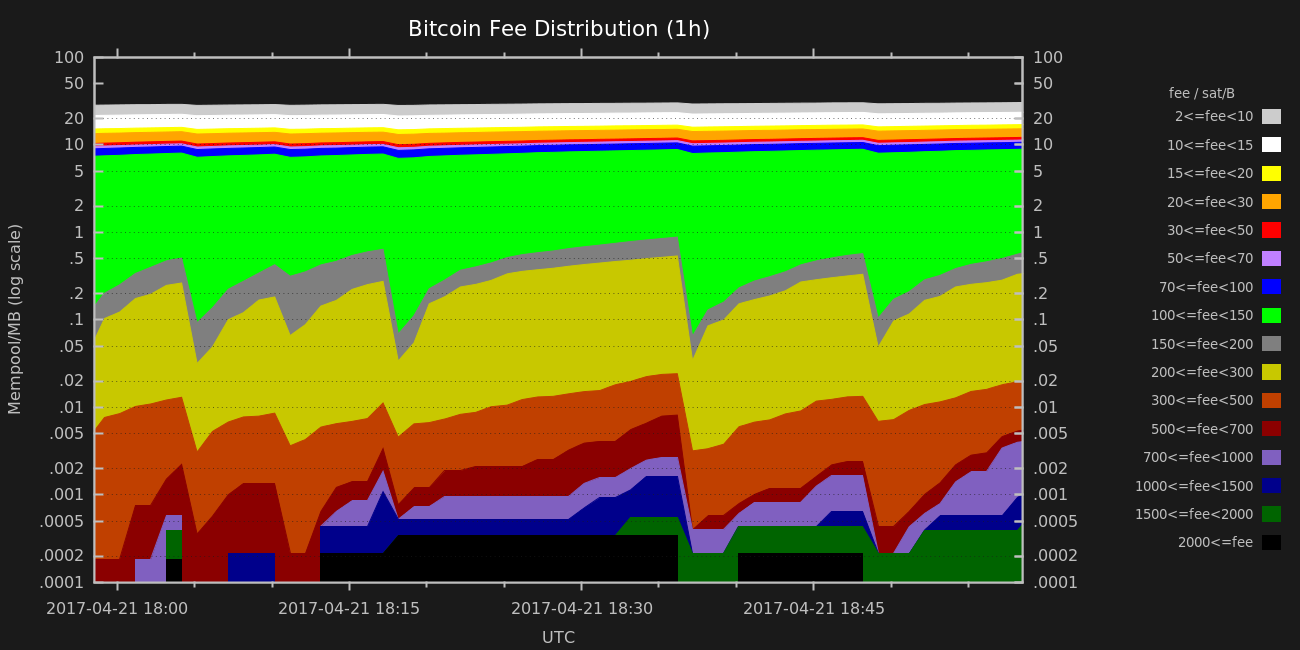 Bitcoin Fee Distribution (1h)
100
50
20
10
5
2
1
.5
.2
.1
.05
.02
.01
.005
.002
.001
.0005
.0002
.0001
Mempool/MB (log scale)
2017-04-21 18:00
2017-04-21 18:15
2017-04-21 18:30
2017-04-21 18:45
UTC
100
50
20
10
5
2
1
.5
.2
.1
.05
.02
.01
.005
.002
.001
.0005
.0002
.0001
fee / sat/B
2<=fee<10
10<=fee<15
15<=fee<20
20<=fee<30
30<=fee<50
50<=fee<70
70<=fee<100
100<=fee<150
150<=fee<200
200<=fee<300
300<=fee<500
500<=fee<700
700<=fee<1000
1000<=fee<1500
1500<=fee<2000
2000<=fee